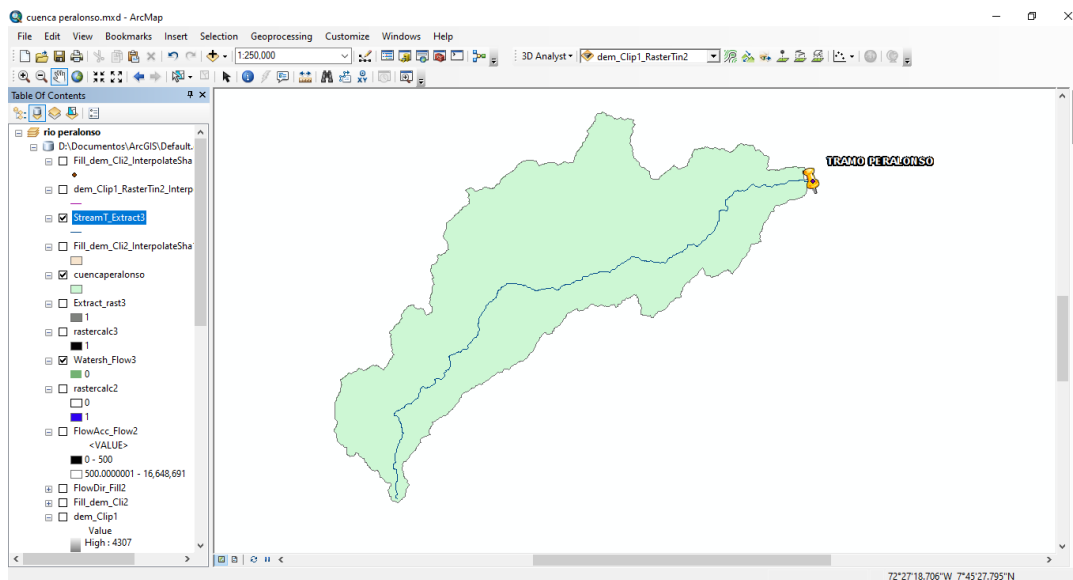 cuenca peralonso.mxd - ArcMap
File Edit View Bookmarks Insert Selection Geoprocessing Customize Windows Help
1:250,000
3D Analyst
dem_Clip1_RasterTin2
Table Of Contents
rio peralonso
D:\Documentos\ArcGIS\Default.
Fill_dem_Cli2_InterpolateSha
dem_Clip1_RasterTin2_Interp
StreamT_Extract3
Fill_dem_Cli2_InterpolateSha
cuencaperalonso
Extract_rast3
1
rastercalc3
1
Watersh_Flow3
0
rastercalc2
0
1
FlowAcc_Flow2
<VALUE>
0 - 500
500.0000001 - 16,648,691
FlowDir_Fill2
Fill_dem_Cli2
dem_Clip1
Value
High : 4307
TRAMO PERALONSO
72°27'18.706"W 7°45'27.795"N